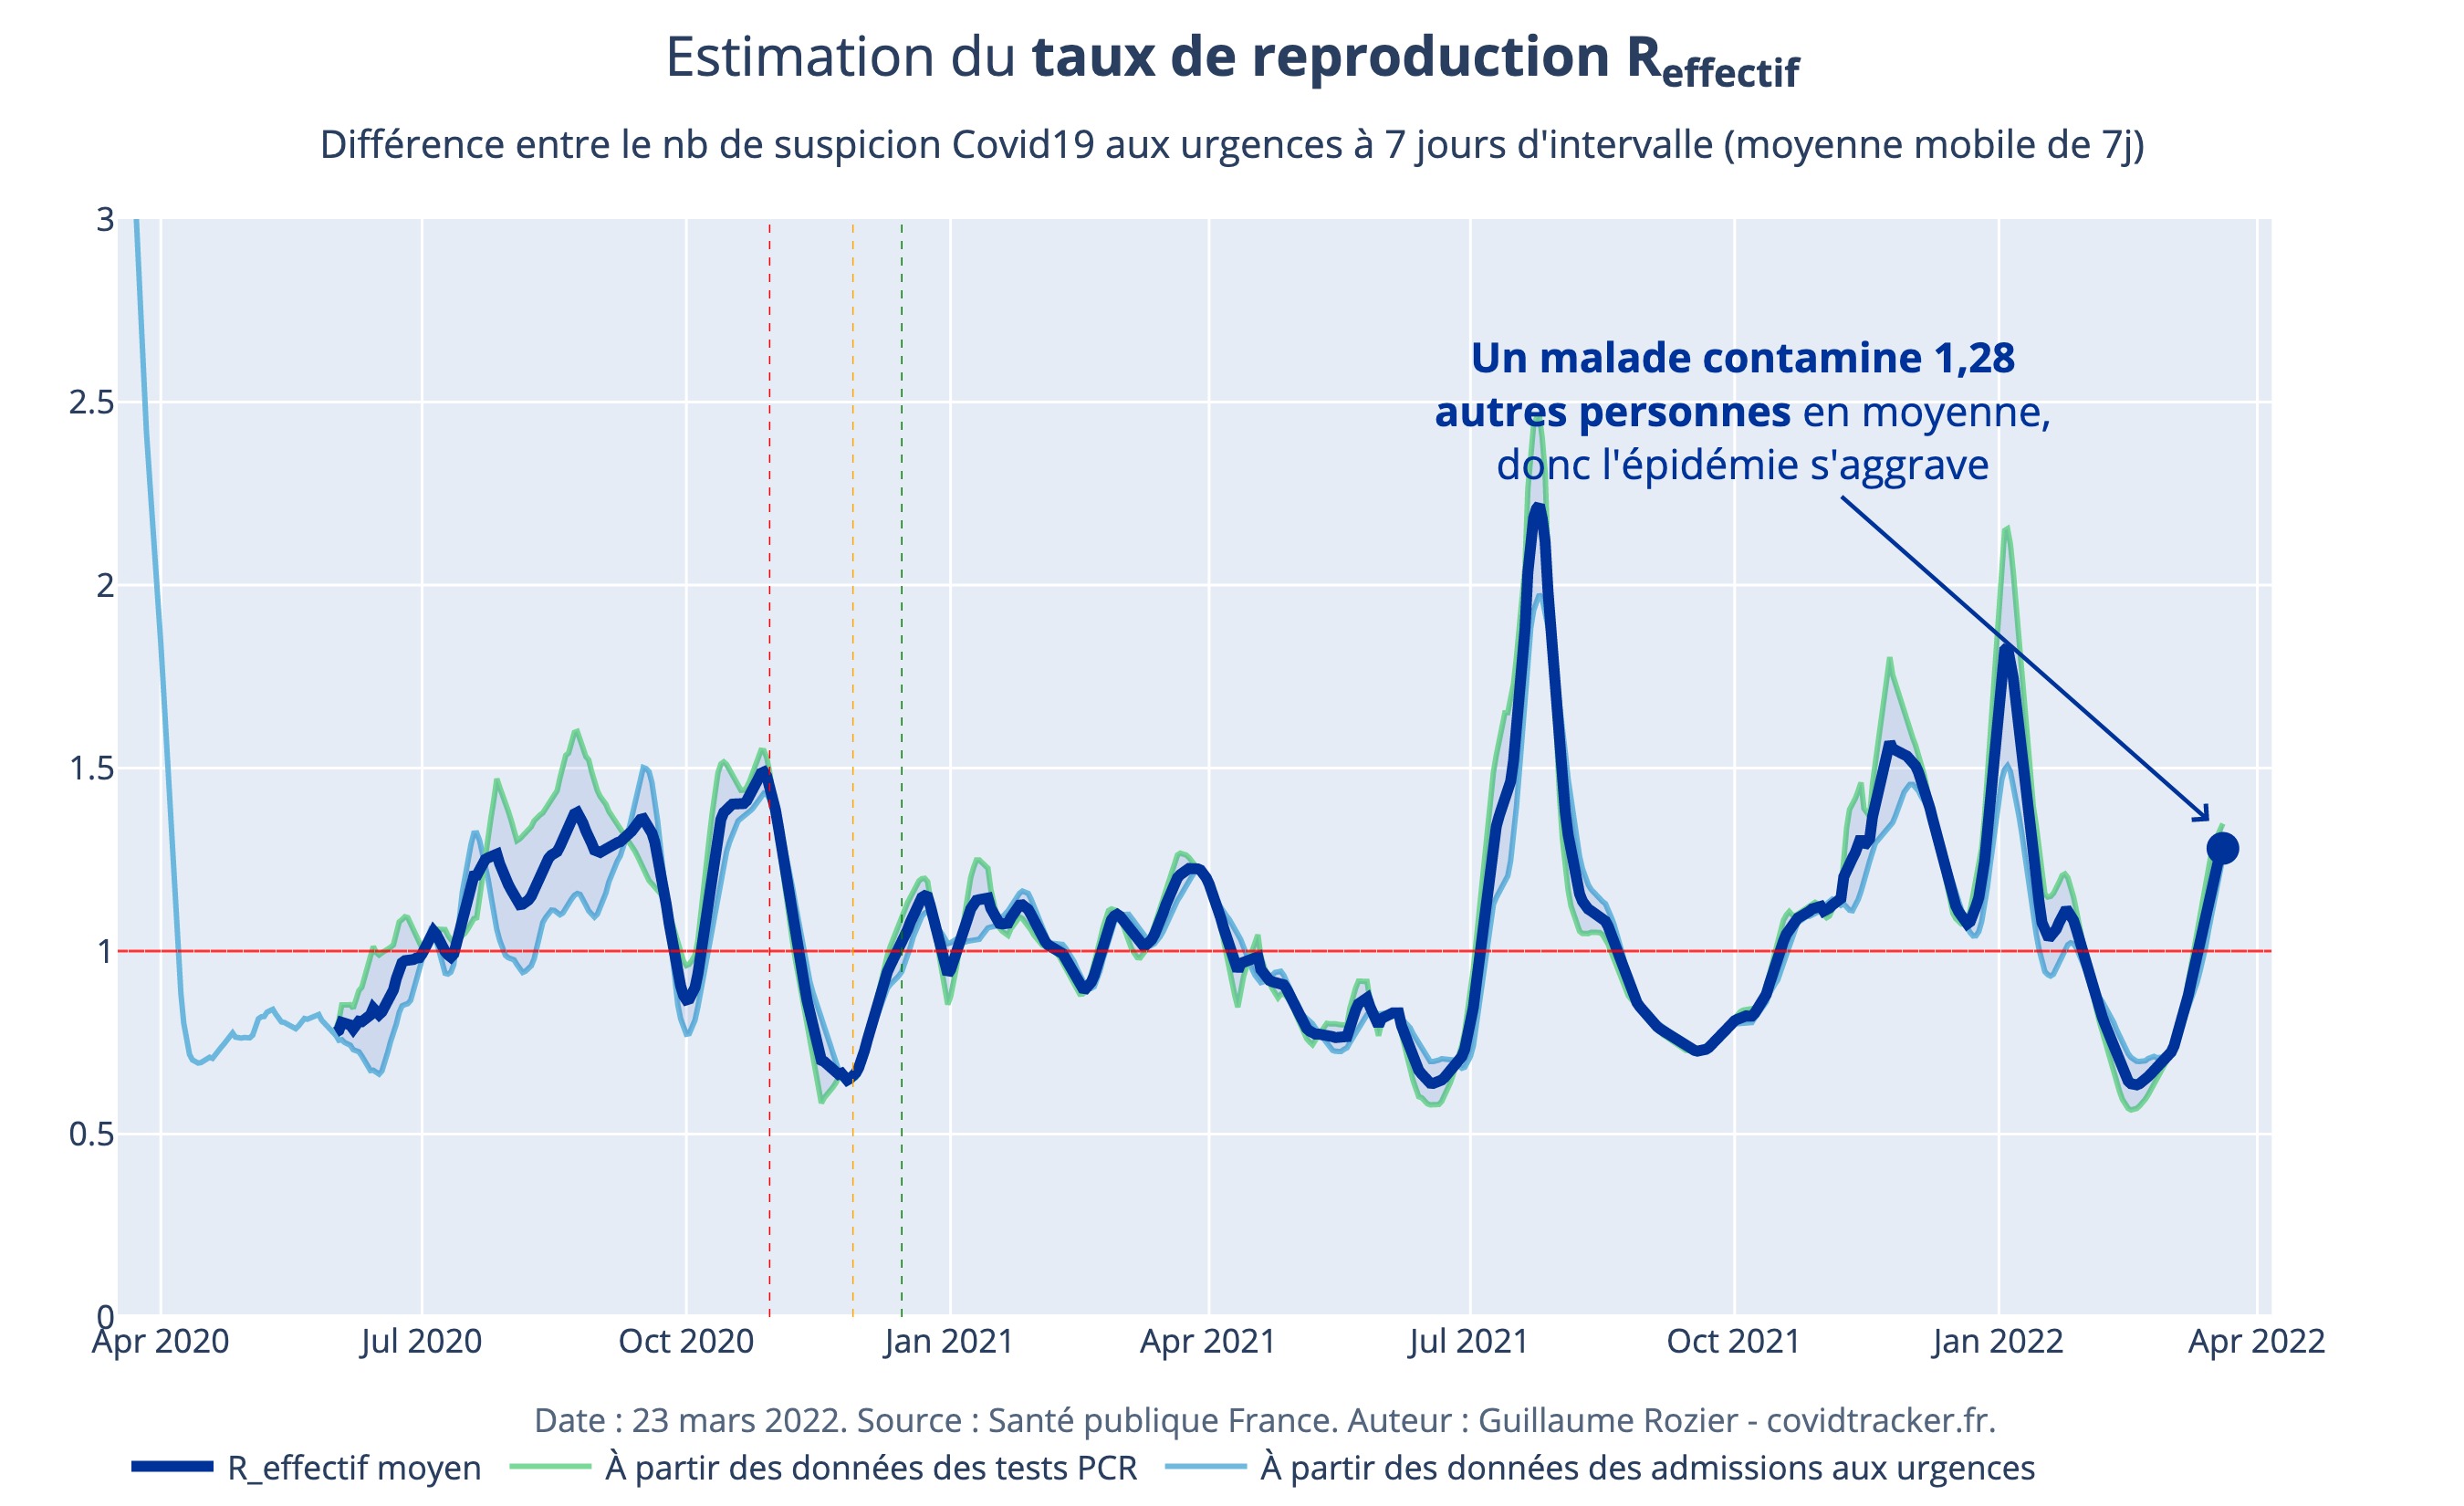 Estimation du taux de reproduction Reffectif
Différence entre le nb de suspicion Covid19 aux urgences à 7 jours d'intervalle (moyenne mobile de 7j)
3
2.5
2
1.5
1
0.5
0
Un malade contamine 1,28
autres personnes en moyenne,
donc l'épidémie s'aggrave
Apr 2020 Jul 2020 Oct 2020 Jan 2021 Apr 2021 Jul 2021 Oct 2021 Jan 2022 Apr 2022
Date : 23 mars 2022. Source : Santé publique France. Auteur : Guillaume Rozier - covidtracker.fr.
R_effectif moyen À partir des données des tests PCR À partir des données des admissions aux urgences